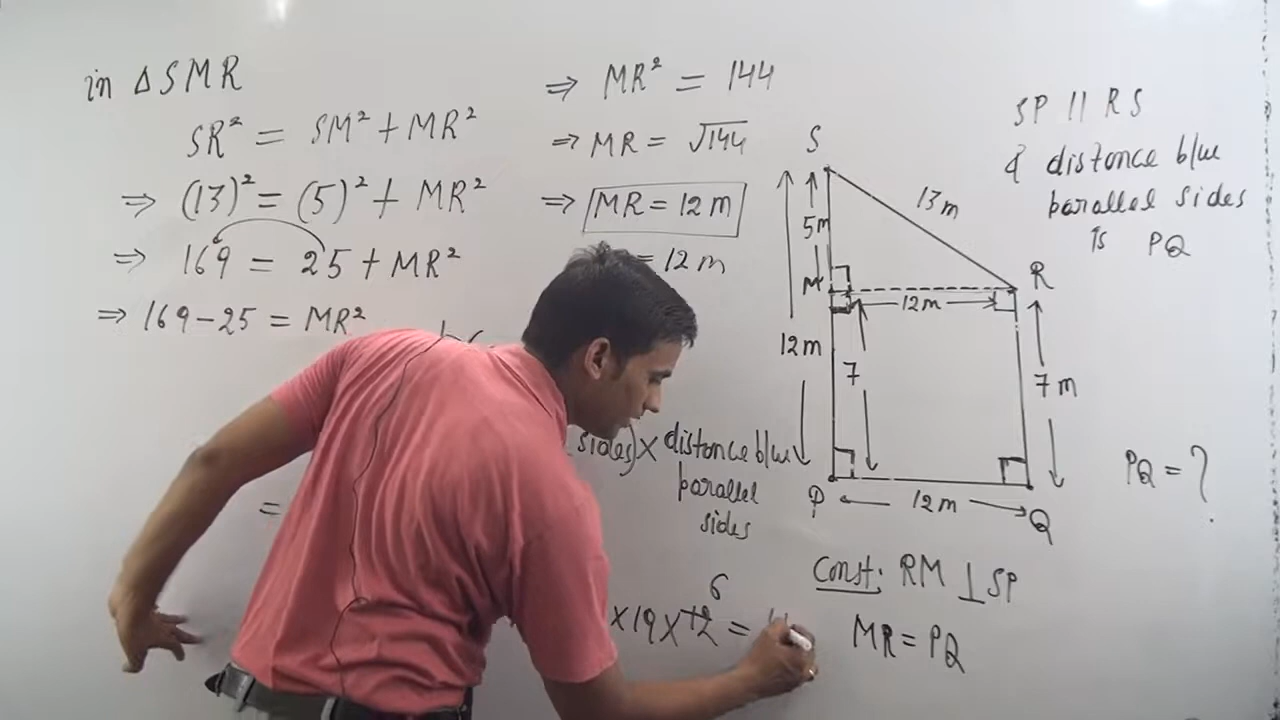 in Δ SMR
SR² = SM² + MR²
⇒ (13)² = (5)² + MR²
⇒ 169 = 25 + MR²
⇒ 169 - 25 = MR²
⇒ MR² = 144
⇒ MR = √144
⇒ MR = 12 m
= 12 m
sides) × distance b/w
parallel
sides
=
× 19 × 12 =
6
S
5m
13m
M
R
12m
12m
7
7m
P
12m
Q
SP || RS
& distance b/w
parallel sides
is PQ
PQ = ?
Const: RM ⊥ SP
MR = PQ